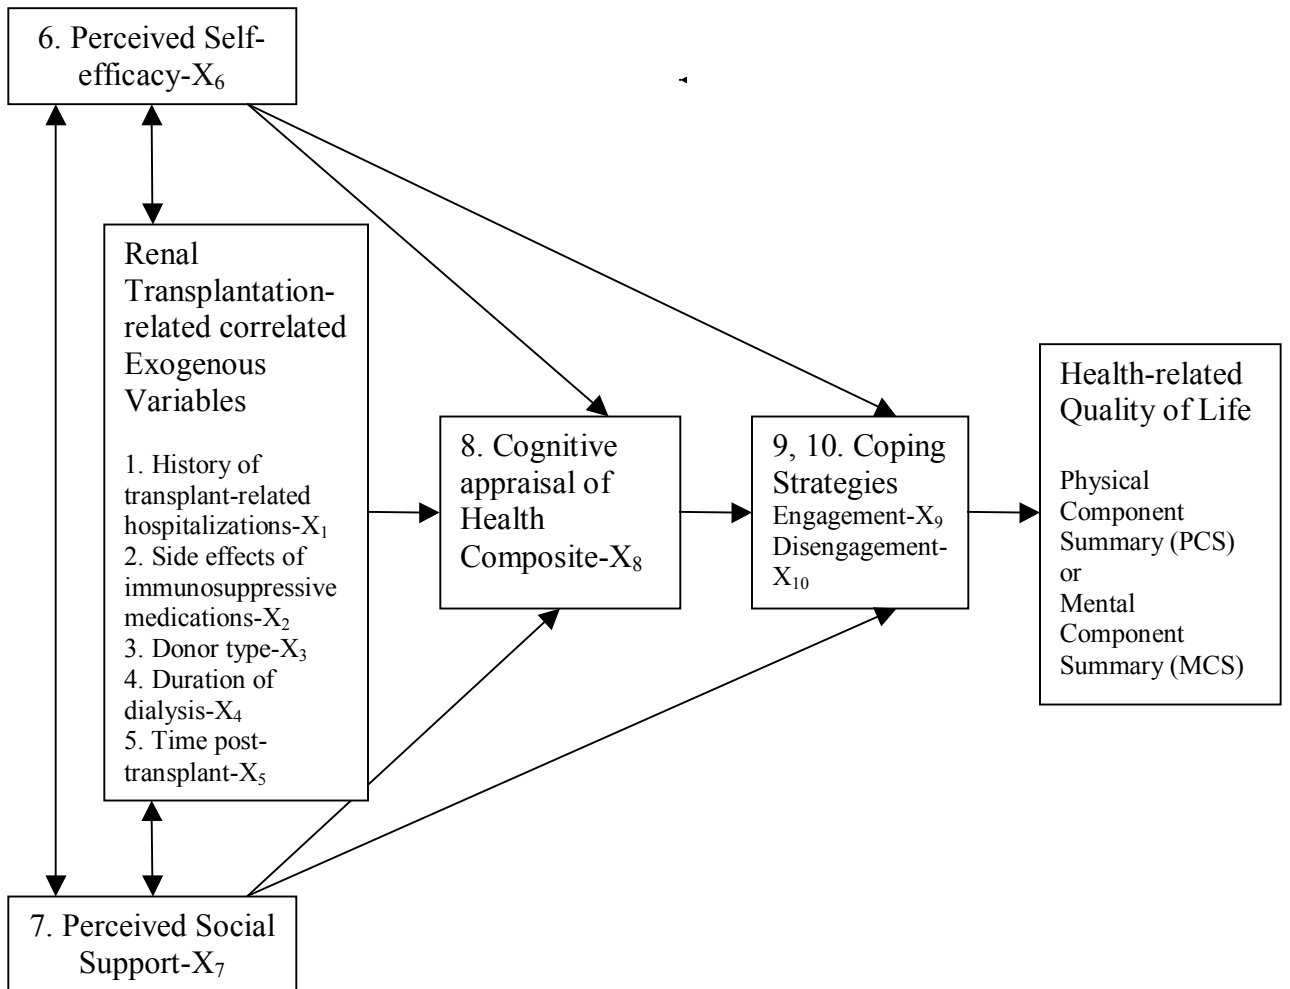 6. Perceived Self-
efficacy-X₆
Renal
Transplantation-
related correlated
Exogenous
Variables
1. History of
transplant-related
hospitalizations-X₁
2. Side effects of
immunosuppressive
medications-X₂
3. Donor type-X₃
4. Duration of
dialysis-X₄
5. Time post-
transplant-X₅
8. Cognitive
appraisal of
Health
Composite-X₈
9, 10. Coping
Strategies
Engagement-X₉
Disengagement-
X₁₀
Health-related
Quality of Life
Physical
Component
Summary (PCS)
or
Mental
Component
Summary (MCS)
7. Perceived Social
Support-X₇